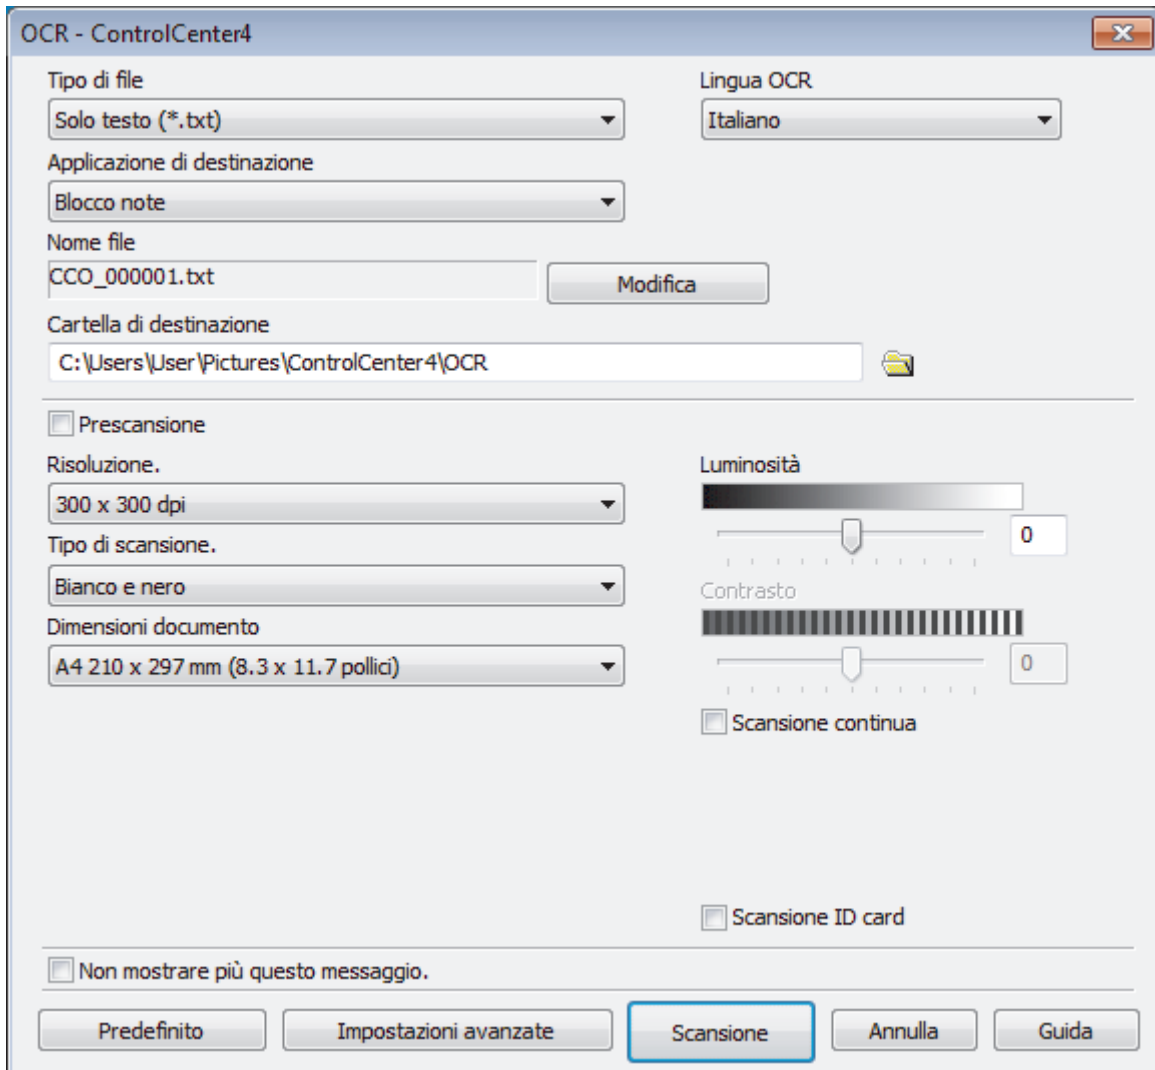 OCR - ControlCenter4
Tipo di file
Lingua OCR
Solo testo (*.txt)
Italiano
Applicazione di destinazione
Blocco note
Nome file
CCO_000001.txt
Modifica
Cartella di destinazione
C:\Users\User\Pictures\ControlCenter4\OCR
Prescansione
Risoluzione.
Luminosità
300 x 300 dpi
0
Tipo di scansione.
Bianco e nero
Contrasto
Dimensioni documento
A4 210 x 297 mm (8.3 x 11.7 pollici)
0
Scansione continua
Scansione ID card
Non mostrare più questo messaggio.
Predefinito
Impostazioni avanzate
Scansione
Annulla
Guida